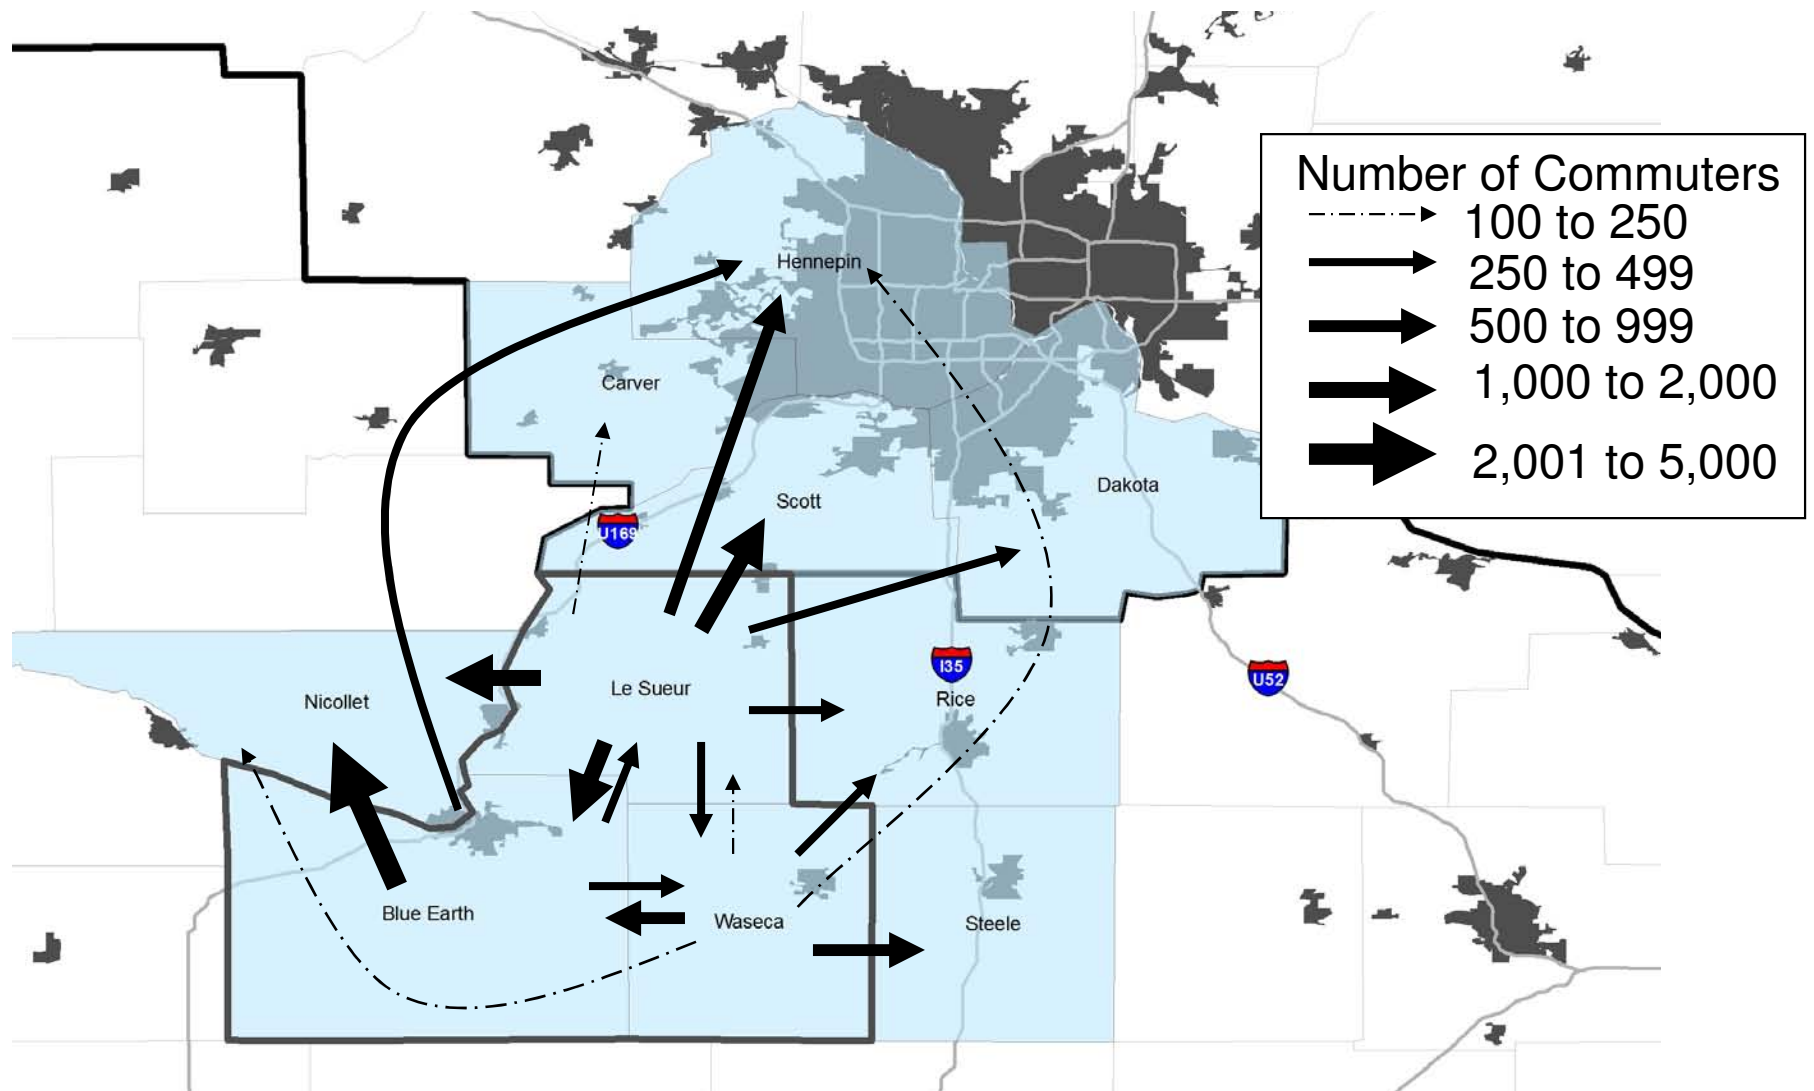 Number of Commuters
100 to 250
250 to 499
500 to 999
1,000 to 2,000
2,001 to 5,000
Hennepin
Carver
Scott
Dakota
U169
I35
U52
Nicollet
Le Sueur
Rice
Blue Earth
Waseca
Steele